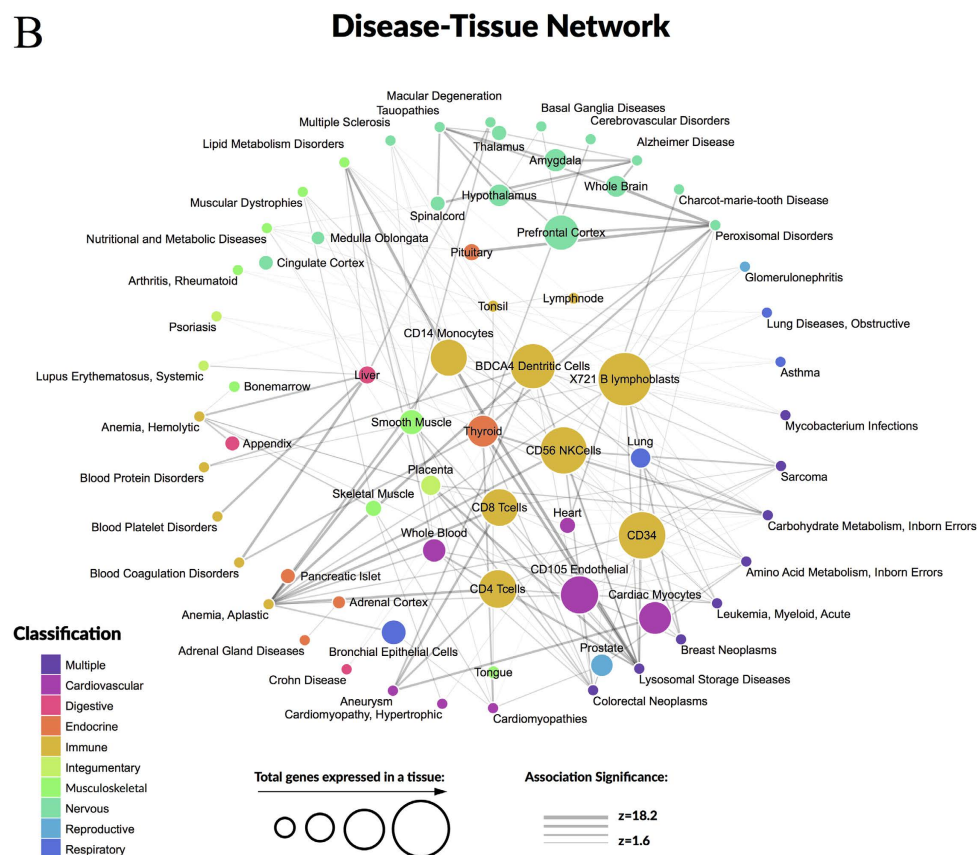 B
Disease-Tissue Network
Macular Degeneration
Tauopathies
Basal Ganglia Diseases
Cerebrovascular Disorders
Multiple Sclerosis
Thalamus
Alzheimer Disease
Lipid Metabolism Disorders
Amygdala
Whole Brain
Muscular Dystrophies
Hypothalamus
Charcot-marie-tooth Disease
Spinalcord
Nutritional and Metabolic Diseases
Medulla Oblongata
Prefrontal Cortex
Peroxisomal Disorders
Pituitary
Cingulate Cortex
Arthritis, Rheumatoid
Glomerulonephritis
Tonsil
Lymphnode
Psoriasis
Lung Diseases, Obstructive
CD14 Monocytes
BDCA4 Dentritic Cells
X721 B lymphoblasts
Lupus Erythematosus, Systemic
Liver
Asthma
Bonemarrow
Anemia, Hemolytic
Smooth Muscle
Thyroid
Mycobacterium Infections
Appendix
Lung
CD56 NKCells
Blood Protein Disorders
Placenta
Sarcoma
Skeletal Muscle
CD8 Tcells
Blood Platelet Disorders
Heart
Carbohydrate Metabolism, Inborn Errors
Whole Blood
CD34
Blood Coagulation Disorders
Pancreatic Islet
CD105 Endothelial
Amino Acid Metabolism, Inborn Errors
CD4 Tcells
Cardiac Myocytes
Anemia, Aplastic
Adrenal Cortex
Leukemia, Myeloid, Acute
Adrenal Gland Diseases
Bronchial Epithelial Cells
Prostate
Breast Neoplasms
Crohn Disease
Tongue
Lysosomal Storage Diseases
Aneurysm
Colorectal Neoplasms
Cardiomyopathy, Hypertrophic
Cardiomyopathies
Classification
Multiple
Cardiovascular
Digestive
Endocrine
Immune
Integumentary
Musculoskeletal
Nervous
Reproductive
Respiratory
Total genes expressed in a tissue:
Association Significance:
z=18.2
z=1.6